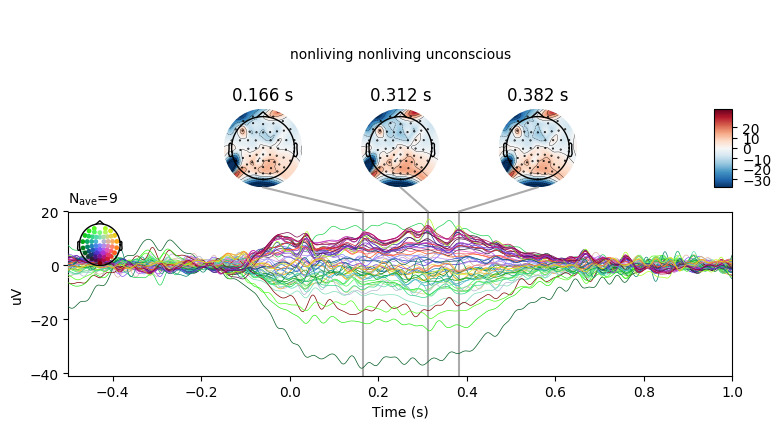 nonliving nonliving unconscious
0.166 s 0.312 s 0.382 s
20
10
0
−10
−20
−30
Nave=9
20
0
−20
−40
uV
−0.4 −0.2 0.0 0.2 0.4 0.6 0.8 1.0
Time (s)